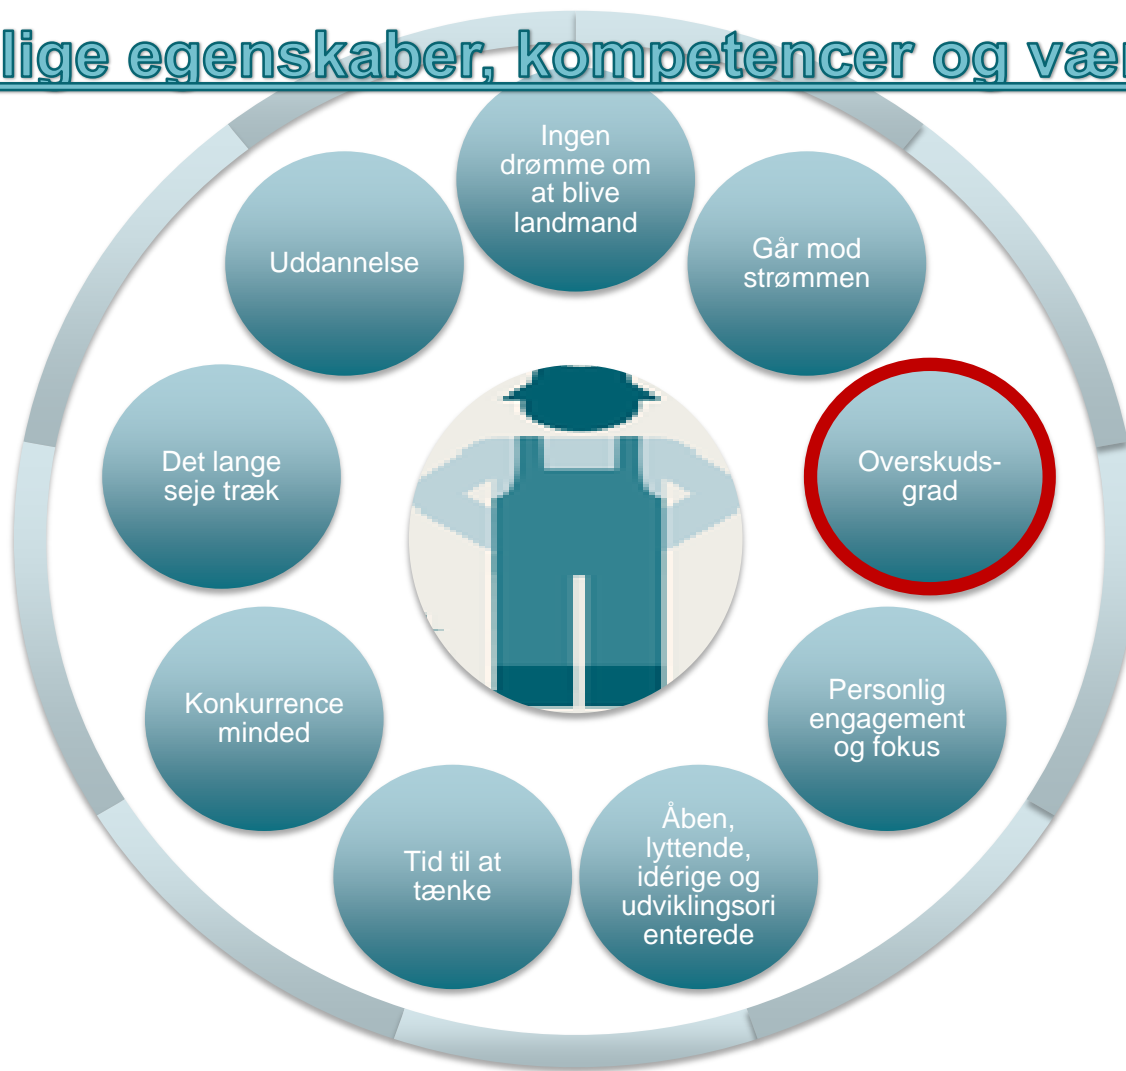 lige egenskaber, kompetencer og vær
Ingen
drømme om
at blive
landmand
Går mod
strømmen
Overskuds-
grad
Personlig
engagement
og fokus
Åben,
lyttende,
idérige og
udviklingsori
enterede
Tid til at
tænke
Konkurrence
minded
Det lange
seje træk
Uddannelse